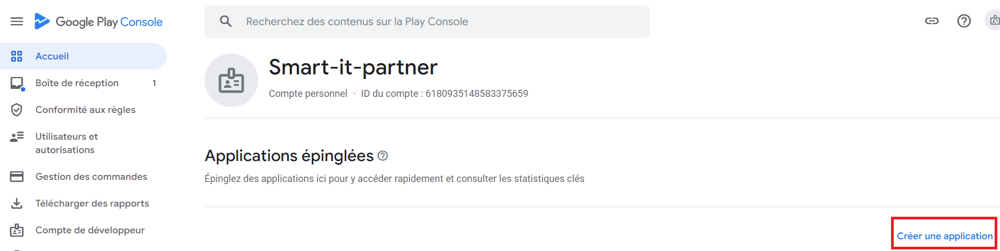 Google Play Console
Recherchez des contenus sur la Play Console
Accueil
Boîte de réception 1
Conformité aux règles
Utilisateurs et
autorisations
Gestion des commandes
Télécharger des rapports
Compte de développeur
Smart-it-partner
Compte personnel • ID du compte : 6180935148583375659
Applications épinglées
Épinglez des applications ici pour y accéder rapidement et consulter les statistiques clés
Créer une application